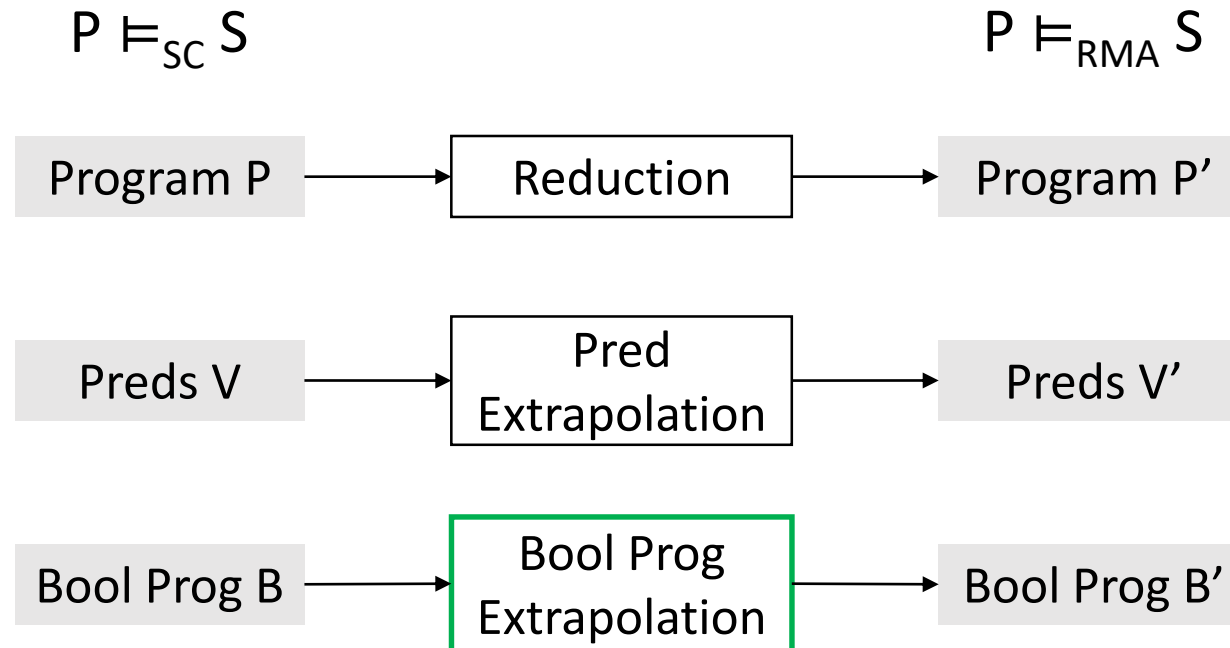 P ⊨SC S
P ⊨RMA S
Program P
Reduction
Program P’
Preds V
Pred
Extrapolation
Preds V’
Bool Prog B
Bool Prog
Extrapolation
Bool Prog B’